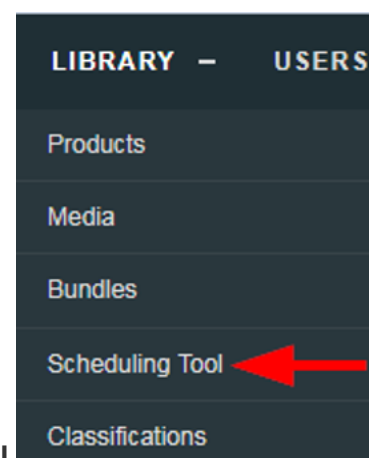 LIBRARY – USERS
Products
Media
Bundles
Scheduling Tool
Classifications